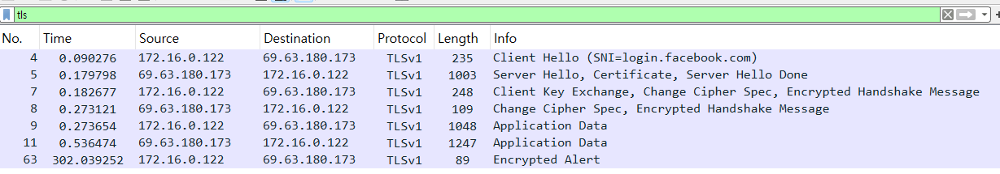 tls
No. Time Source Destination Protocol Length Info
4 0.090276 172.16.0.122 69.63.180.173 TLSv1 235 Client Hello (SNI=login.facebook.com)
5 0.179798 69.63.180.173 172.16.0.122 TLSv1 1003 Server Hello, Certificate, Server Hello Done
7 0.182677 172.16.0.122 69.63.180.173 TLSv1 248 Client Key Exchange, Change Cipher Spec, Encrypted Handshake Message
8 0.273121 69.63.180.173 172.16.0.122 TLSv1 109 Change Cipher Spec, Encrypted Handshake Message
9 0.273654 172.16.0.122 69.63.180.173 TLSv1 1048 Application Data
11 0.536474 69.63.180.173 172.16.0.122 TLSv1 1247 Application Data
63 302.039252 172.16.0.122 69.63.180.173 TLSv1 89 Encrypted Alert